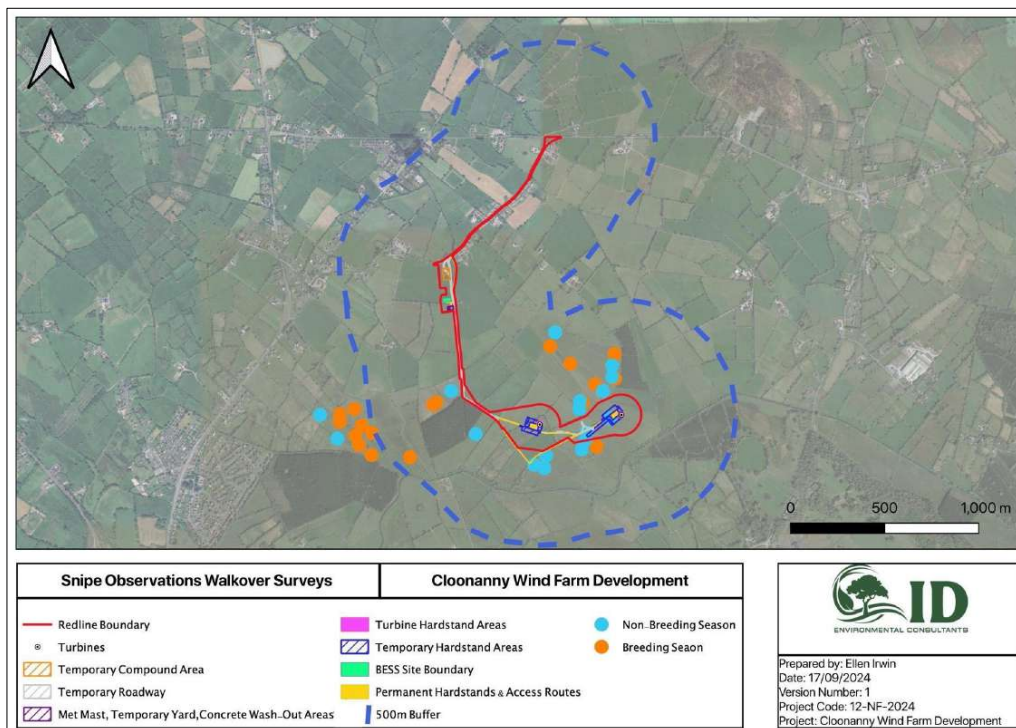 0 500 1,000 m
Snipe Observations Walkover Surveys
Cloonanny Wind Farm Development
Redline Boundary
Turbines
Temporary Compound Area
Temporary Roadway
Met Mast, Temporary Yard,Concrete Wash-Out Areas
Turbine Hardstand Areas
Temporary Hardstand Areas
BESS Site Boundary
Permanent Hardstands & Access Routes
500m Buffer
Non-Breeding Season
Breeding Seaon
ID
ENVIRONMENTAL CONSULTANTS
Prepared by: Ellen Irwin
Date: 17/09/2024
Version Number: 1
Project Code: 12-NF-2024
Project: Cloonanny Wind Farm Development